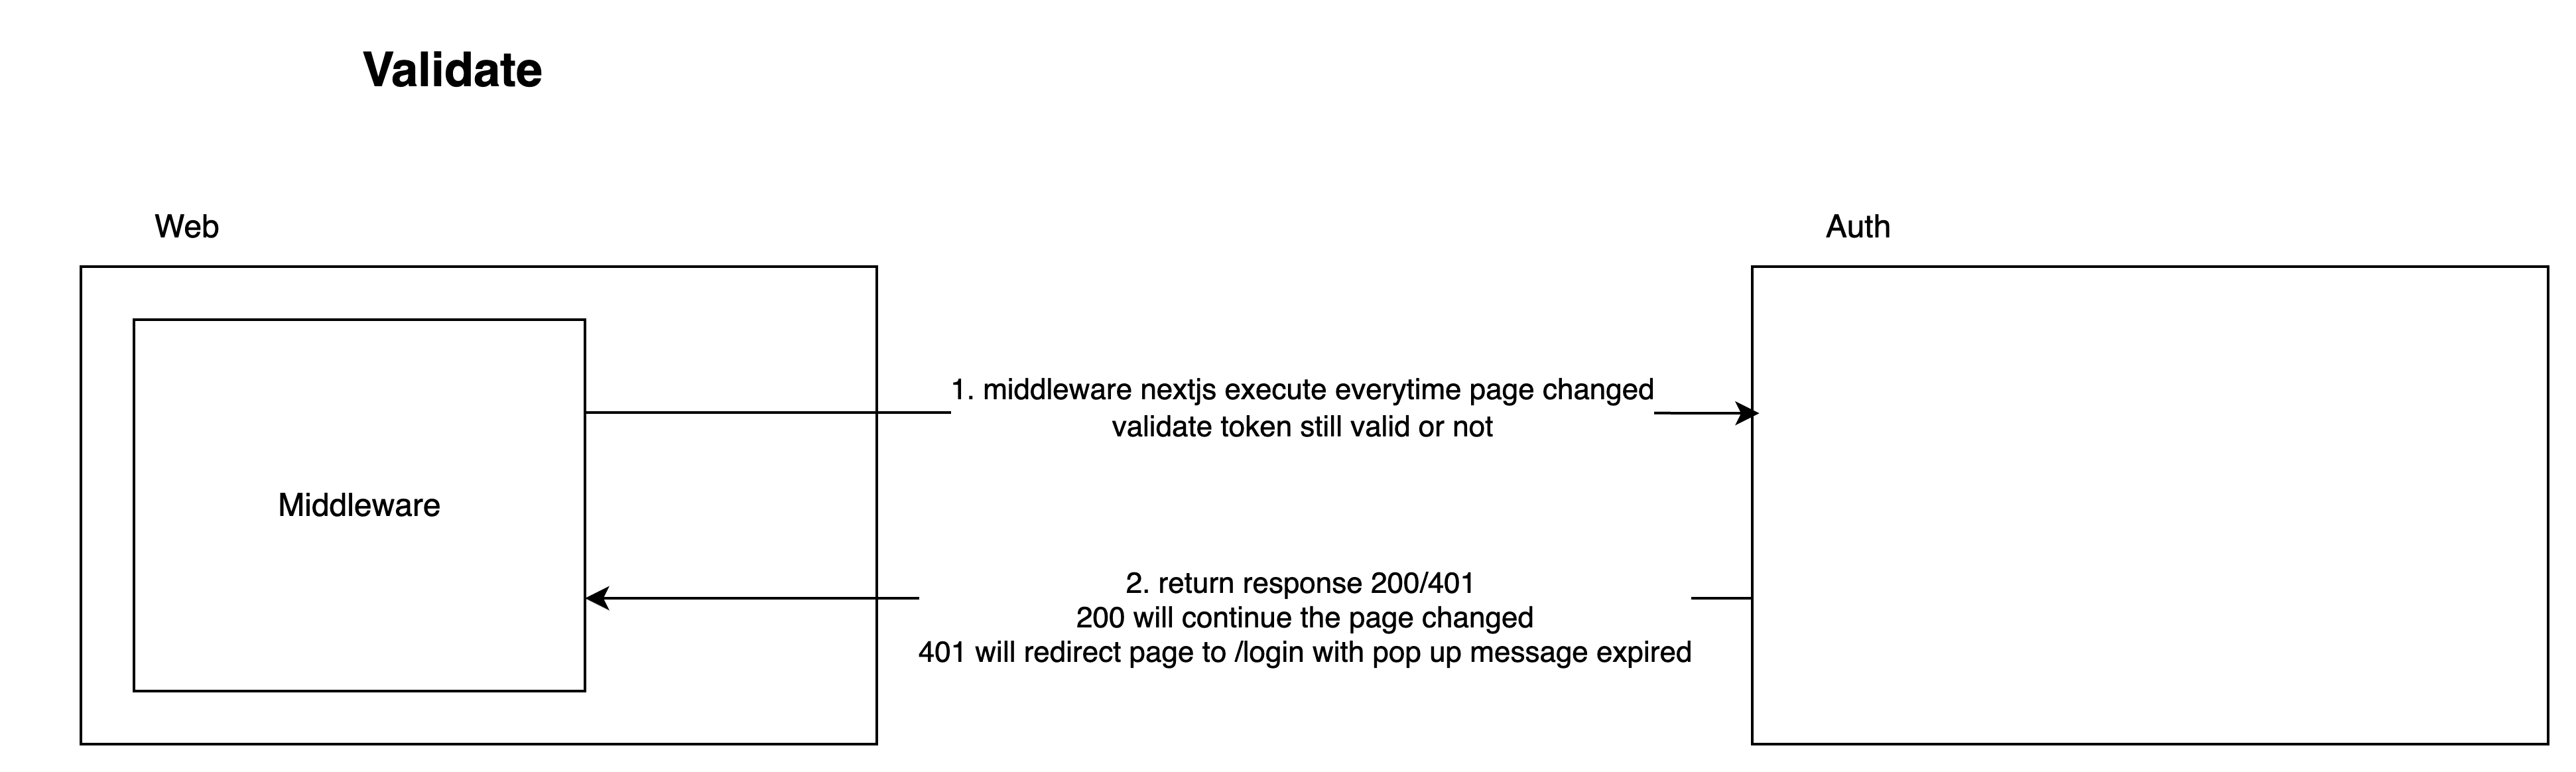 Validate
Web
Auth
1. middleware nextjs execute everytime page changed
validate token still valid or not
Middleware
2. return response 200/401
200 will continue the page changed
401 will redirect page to /login with pop up message expired